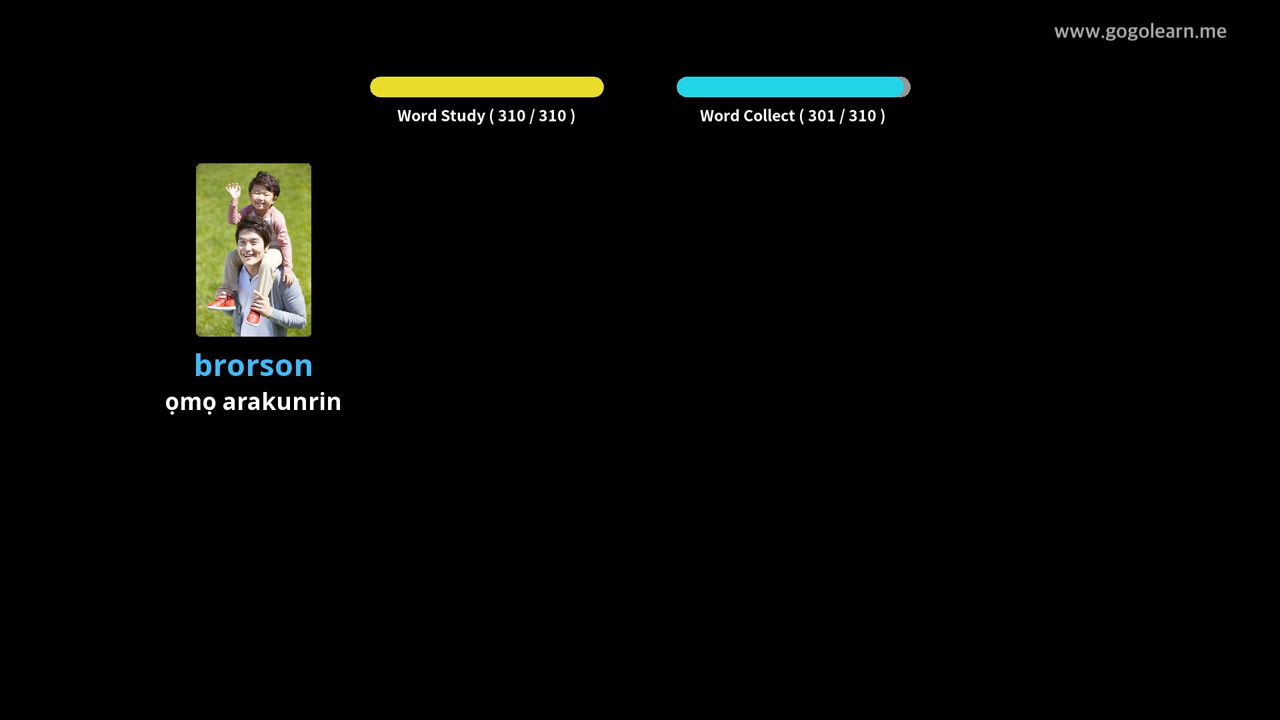 www.gogolearn.me
Word Study ( 310 / 310 )
Word Collect ( 301 / 310 )
brorson
ọmọ arakunrin